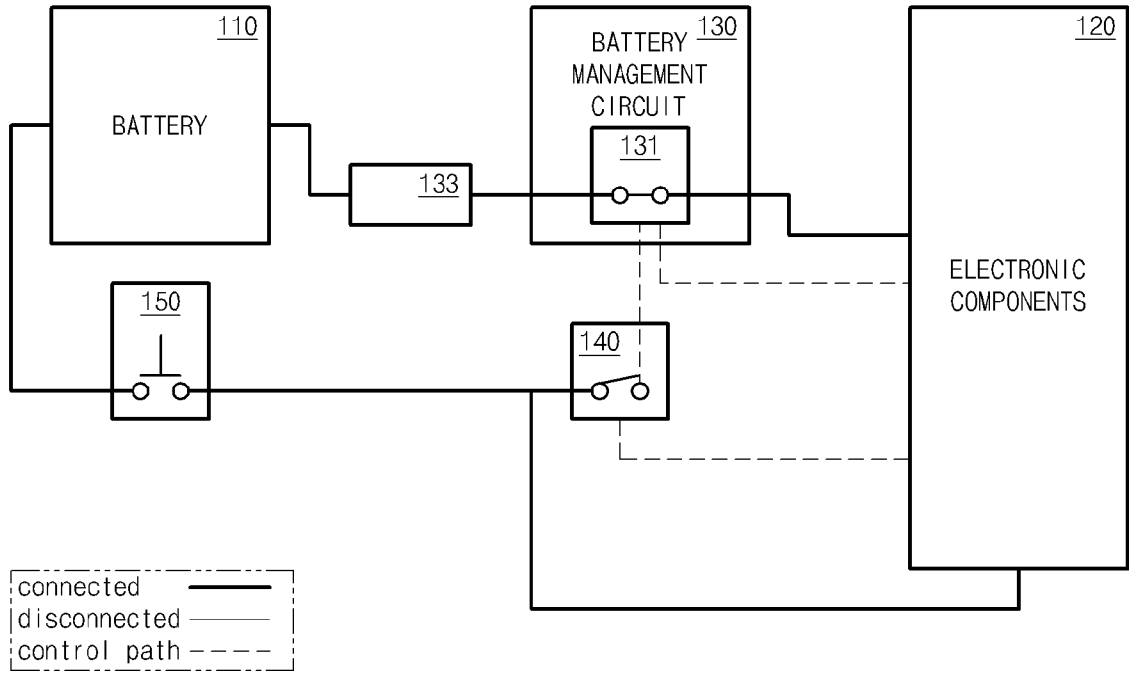 110
BATTERY
130
BATTERY
MANAGEMENT
CIRCUIT
131
133
120
ELECTRONIC
COMPONENTS
150
140
connected
disconnected
control path